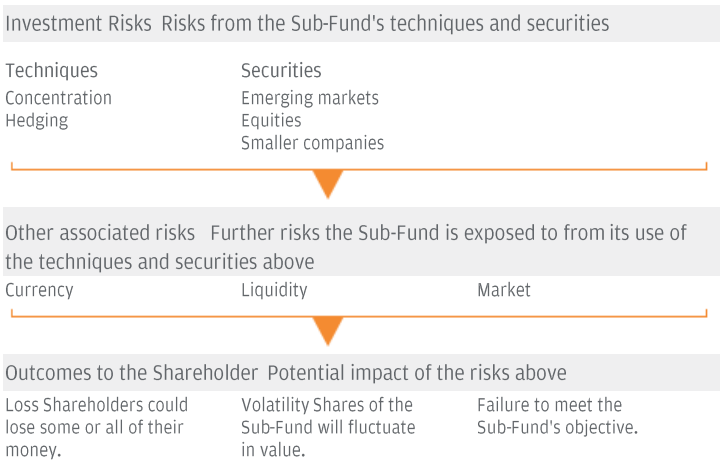 Investment Risks Risks from the Sub-Fund's techniques and securities
Techniques
Concentration
Hedging
Securities
Emerging markets
Equities
Smaller companies
Other associated risks Further risks the Sub-Fund is exposed to from its use of
the techniques and securities above
Currency
Liquidity
Market
Outcomes to the Shareholder Potential impact of the risks above
Loss Shareholders could
lose some or all of their
money.
Volatility Shares of the
Sub-Fund will fluctuate
in value.
Failure to meet the
Sub-Fund's objective.